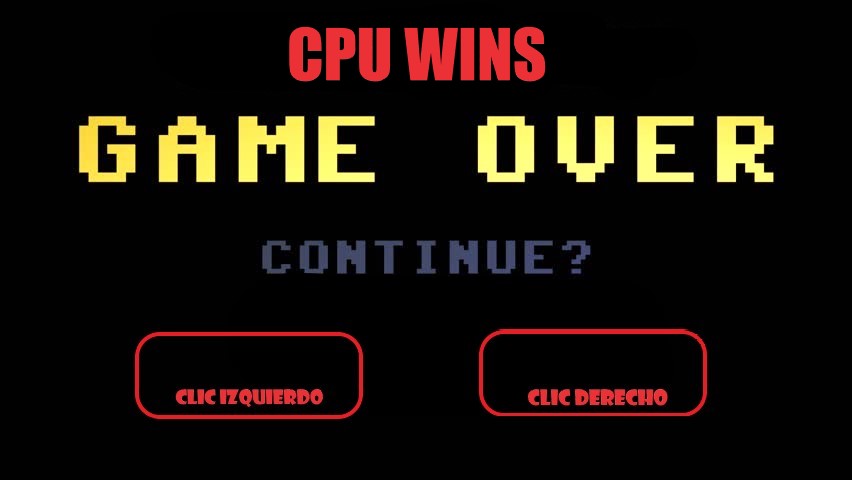 CPU WINS
GAME OVER
CONTINUE?
CLIC IZQUIERDO
CLIC DERECHO